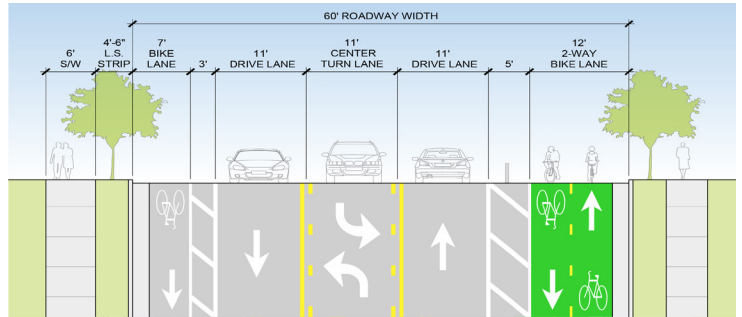 60' ROADWAY WIDTH
6'
S/W
4'-6"
L.S.
STRIP
7'
BIKE
LANE
3'
11'
DRIVE LANE
11'
CENTER
TURN LANE
11'
DRIVE LANE
5'
12'
2-WAY
BIKE LANE